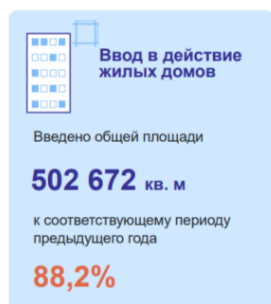 Ввод в действие
жилых домов
Введено общей площади
502 672 кв. м
к соответствующему периоду
предыдущего года
88,2%